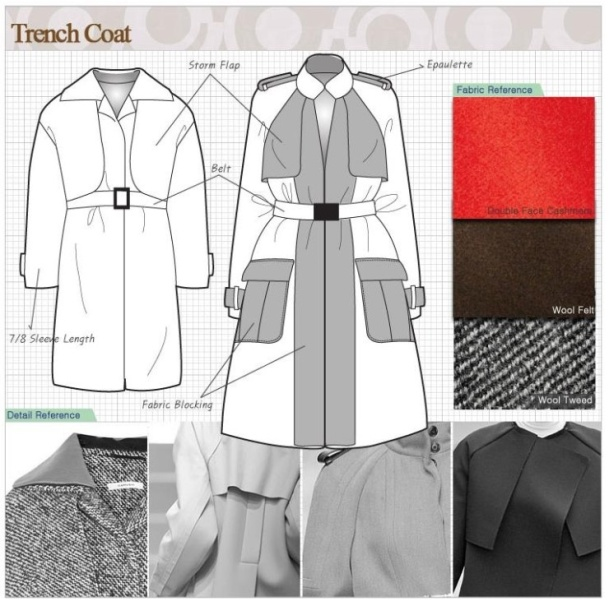 Trench Coat
Storm Flap
Epaulette
Fabric Reference
Belt
Double Face Cashmere
Wool Felt
7/8 Sleeve Length
Wool Tweed
Fabric Blocking
Detail Reference